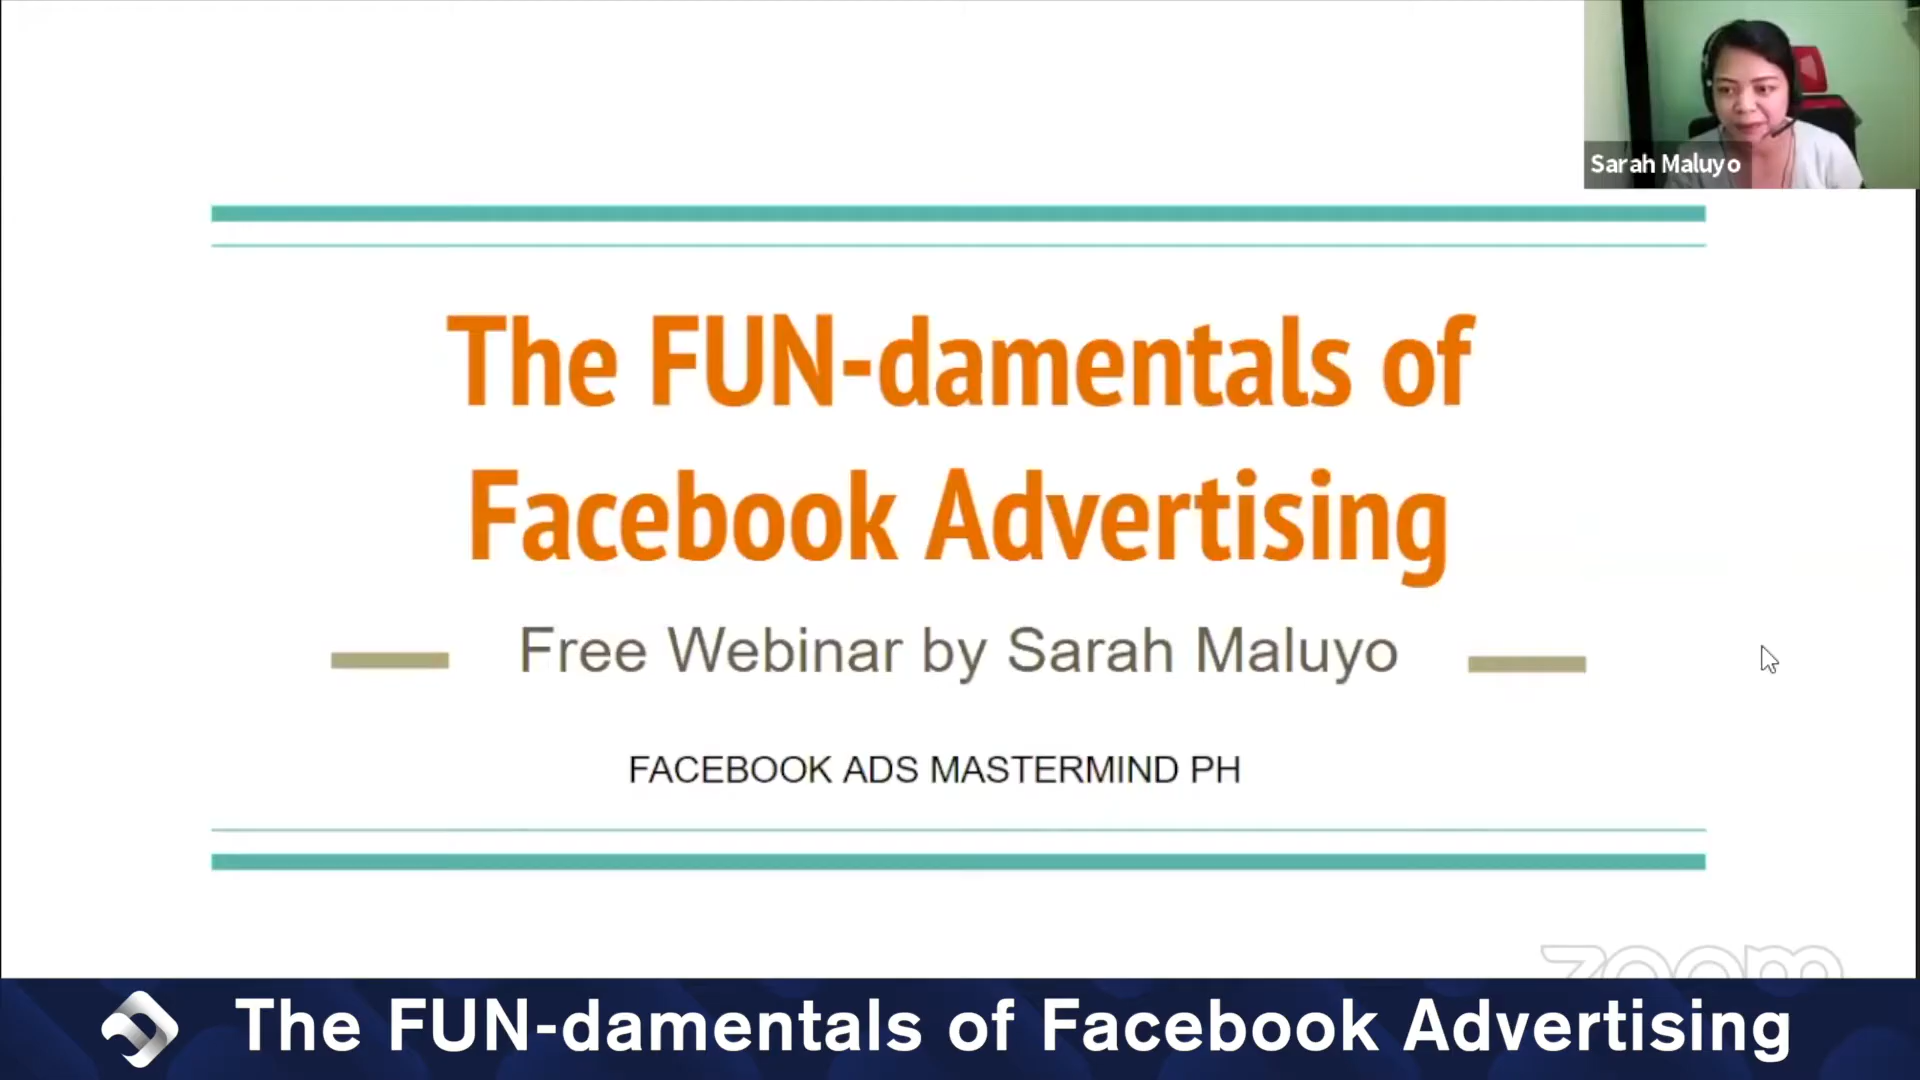 Sarah Maluyo
The FUN-damentals of
Facebook Advertising
Free Webinar by Sarah Maluyo
FACEBOOK ADS MASTERMIND PH
zoom
The FUN-damentals of Facebook Advertising